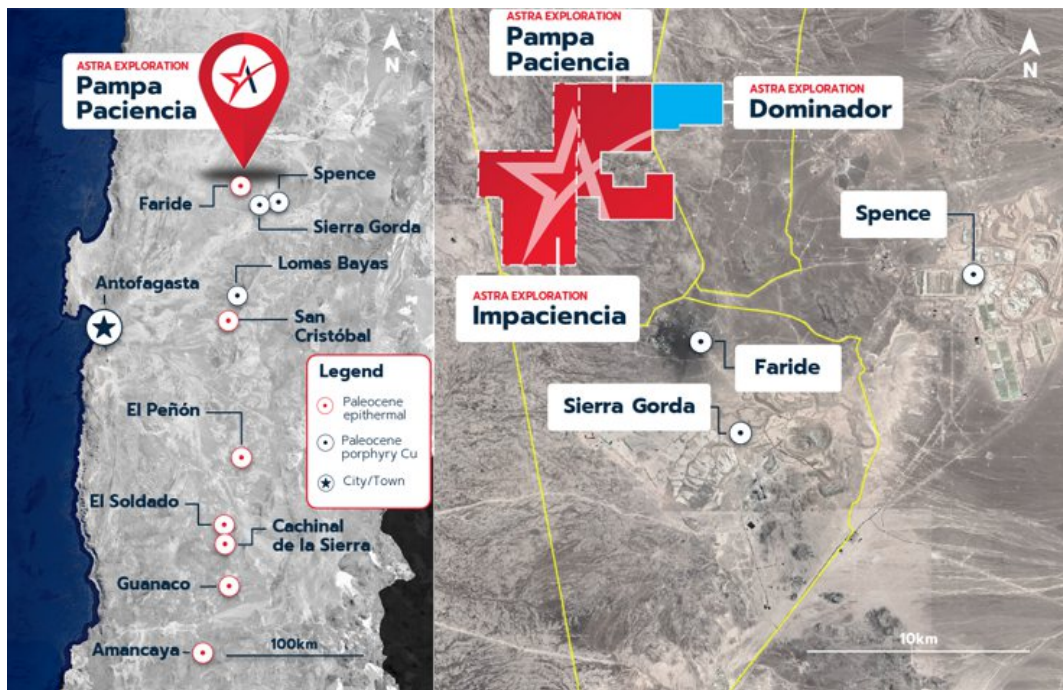 ASTRA EXPLORATION
Pampa
Paciencia
N
Spence
Faride
Sierra Gorda
Lomas Bayas
Antofagasta
San
Cristóbal
Legend
Paleocene
epithermal
Paleocene
porphyry Cu
City/Town
El Peñón
El Soldado
Cachinal
de la Sierra
Guanaco
Amancaya
100km
ASTRA EXPLORATION
Pampa
Paciencia
N
ASTRA EXPLORATION
Dominador
Spence
ASTRA EXPLORATION
Impaciencia
Faride
Sierra Gorda
10km